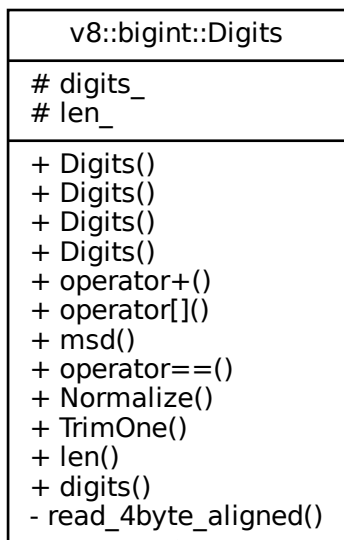 v8::bigint::Digits
# digits_
# len_
+ Digits()
+ Digits()
+ Digits()
+ Digits()
+ operator+()
+ operator[]()
+ msd()
+ operator==()
+ Normalize()
+ TrimOne()
+ len()
+ digits()
- read_4byte_aligned()